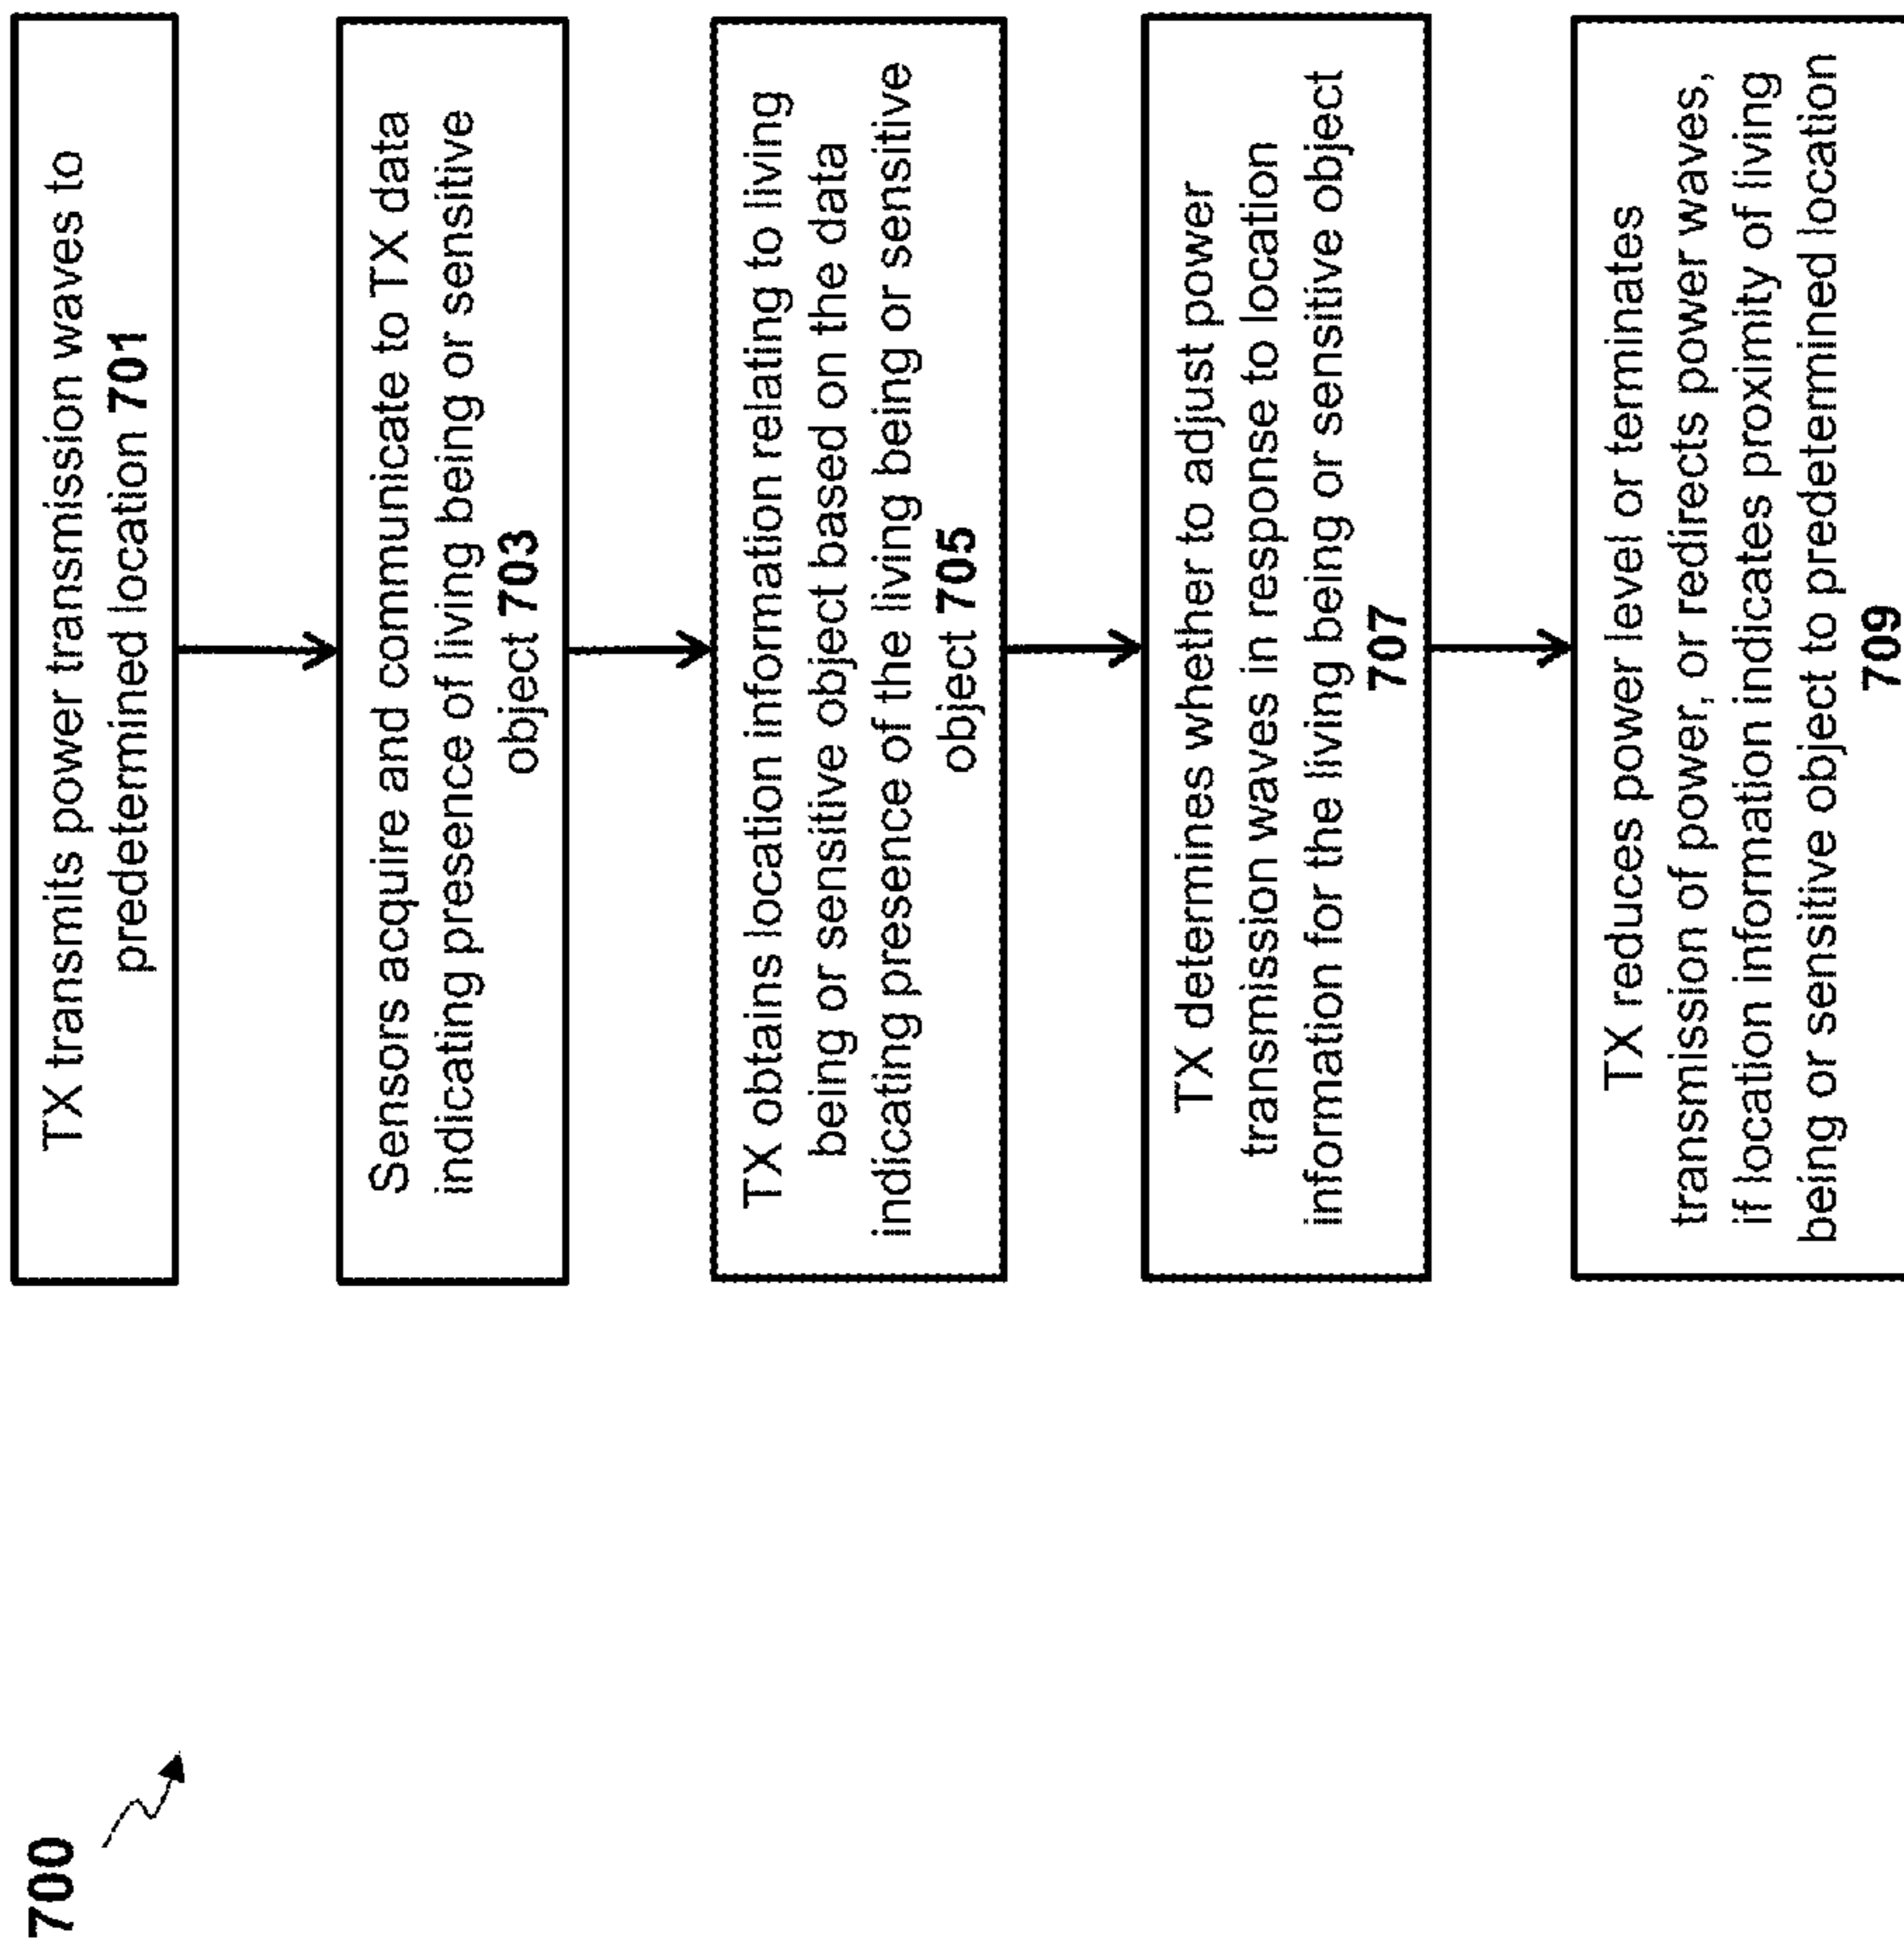 700
TX transmits power transmission waves to
predetermined location 701
Sensors acquire and communicate to TX data
indicating presence of living being or sensitive
object 703
TX obtains location information relating to living
being or sensitive object based on the data
indicating presence of the living being or sensitive
object 705
TX determines whether to adjust power
transmission waves in response to location
information for the living being or sensitive object
707
TX reduces power level or terminates
transmission of power, or redirects power waves,
if location information indicates proximity of living
being or sensitive object to predetermined location
709